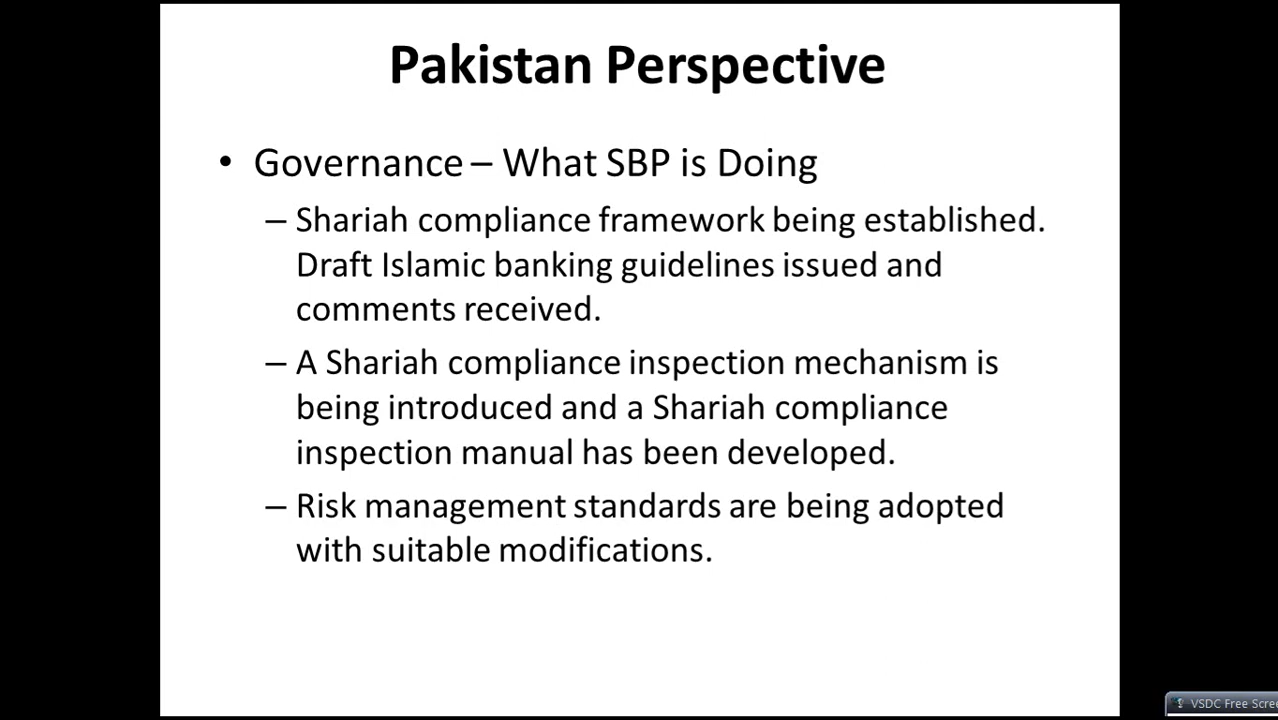 Pakistan Perspective
• Governance – What SBP is Doing
– Shariah compliance framework being established.
Draft Islamic banking guidelines issued and
comments received.
– A Shariah compliance inspection mechanism is
being introduced and a Shariah compliance
inspection manual has been developed.
– Risk management standards are being adopted
with suitable modifications.
VSDC Free Scre